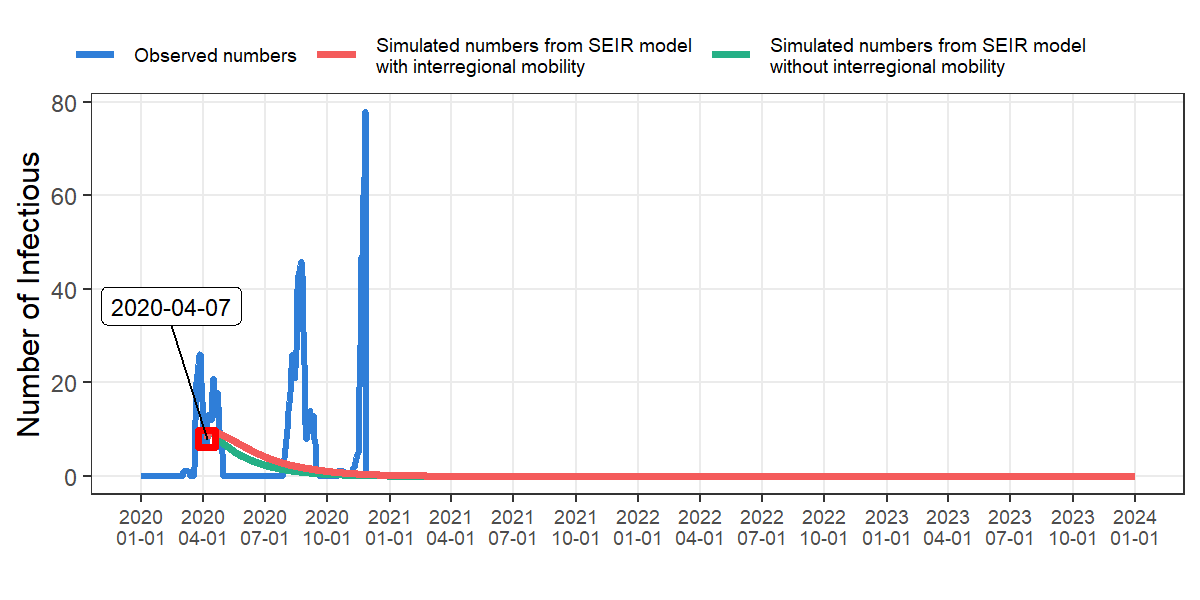 Observed numbers
Simulated numbers from SEIR model
with interregional mobility
Simulated numbers from SEIR model
without interregional mobility
Number of Infectious
80
60
40
20
0
2020-04-07
2020 2020 2020 2020 2021 2021 2021 2021 2022 2022 2022 2022 2023 2023 2023 2023 2024
01-01 04-01 07-01 10-01 01-01 04-01 07-01 10-01 01-01 04-01 07-01 10-01 01-01 04-01 07-01 10-01 01-01